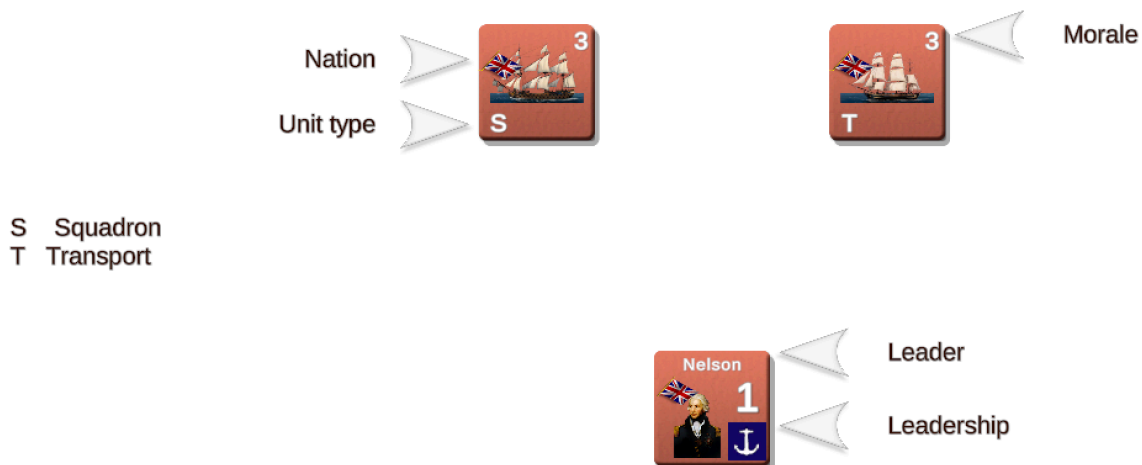 3
3
Morale
Nation
Unit type
S
T
S Squadron
T Transport
Nelson
Leader
1
Leadership